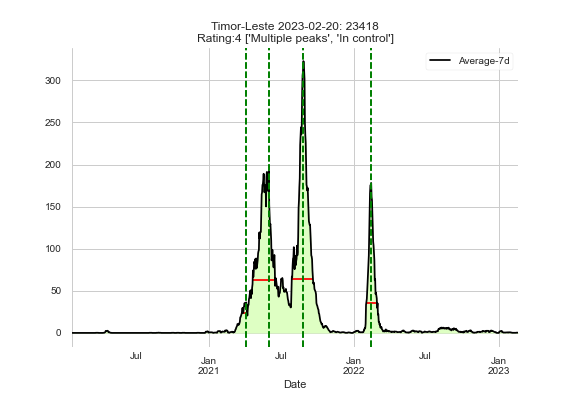 Timor-Leste 2023-02-20: 23418
Rating:4 ['Multiple peaks', 'In control']
Average-7d
300
250
200
150
100
50
0
Jul
Jan
2021
Jul
Jan
2022
Jul
Jan
2023
Date